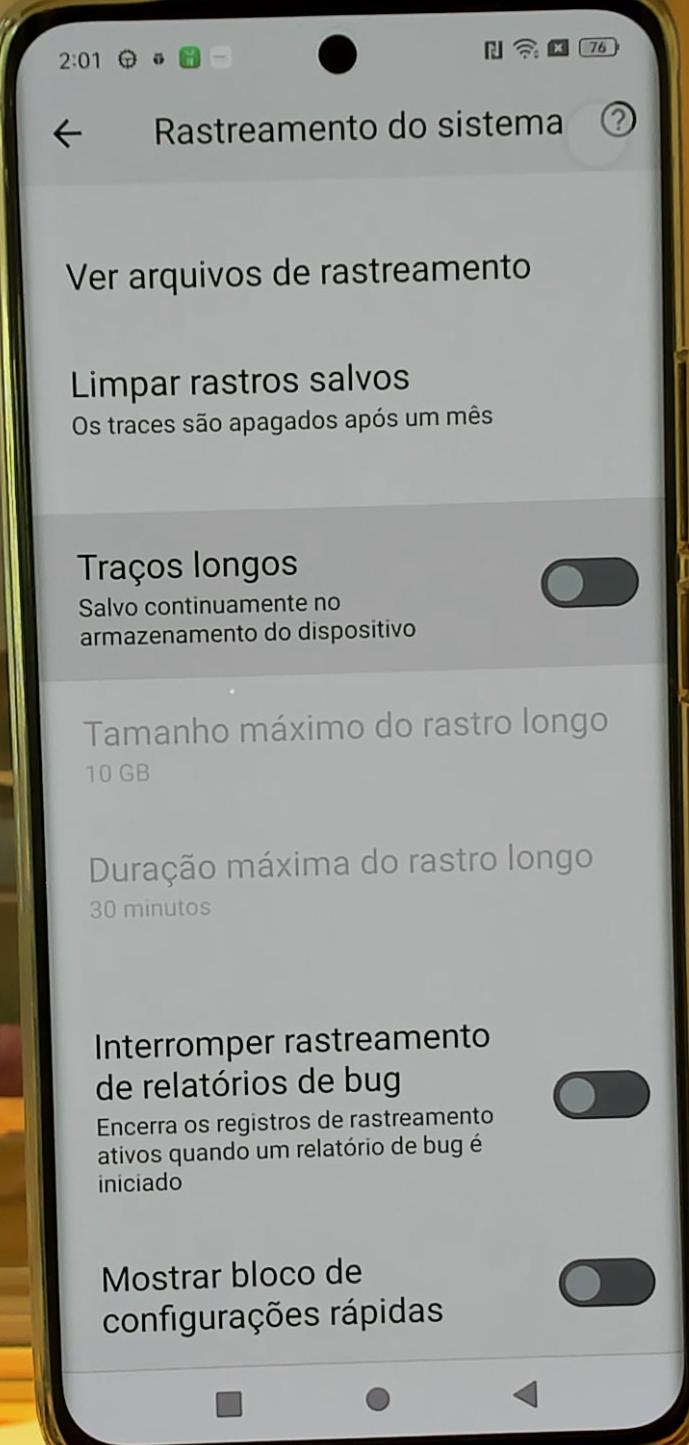 2:01
76
Rastreamento do sistema
Ver arquivos de rastreamento
Limpar rastros salvos
Os traces são apagados após um mês
Traços longos
Salvo continuamente no
armazenamento do dispositivo
Tamanho máximo do rastro longo
10 GB
Duração máxima do rastro longo
30 minutos
Interromper rastreamento
de relatórios de bug
Encerra os registros de rastreamento
ativos quando um relatório de bug é
iniciado
Mostrar bloco de
configurações rápidas